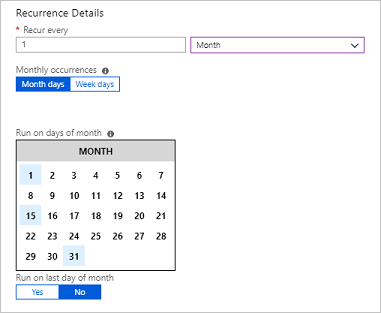 Recurrence Details
* Recur every
1 Month
Monthly occurrences
Month days Week days
Run on days of month
MONTH
1 2 3 4 5 6 7
8 9 10 11 12 13 14
15 16 17 18 19 20 21
22 23 24 25 26 27 28
29 30 31
Run on last day of month
Yes No